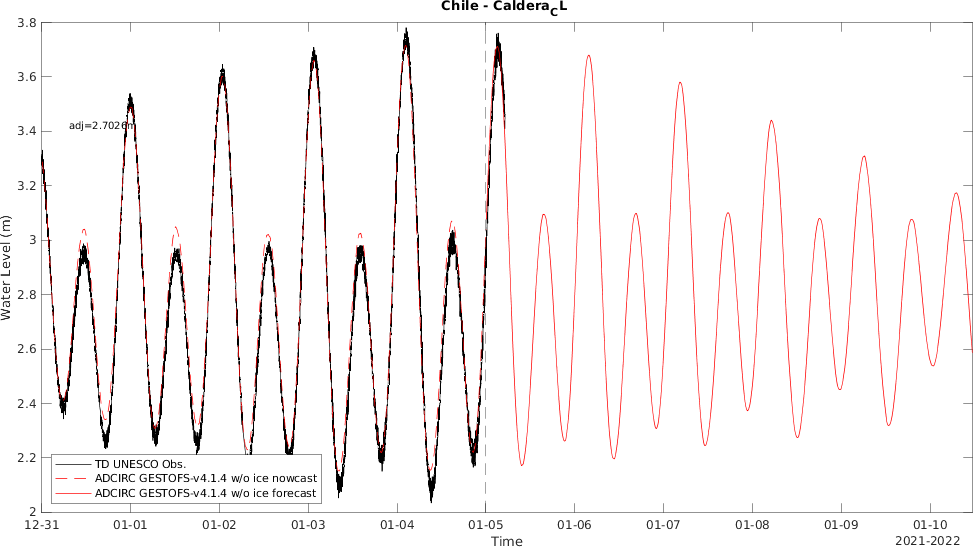 Chile - Caldera_CL
3.8
3.6
3.4
3.2
3
2.8
2.6
2.4
2.2
2
Water Level (m)
adj=2.7026m
TD UNESCO Obs.
ADCIRC GESTOFS-v4.1.4 w/o ice nowcast
ADCIRC GESTOFS-v4.1.4 w/o ice forecast
12-31 01-01 01-02 01-03 01-04 01-05 01-06 01-07 01-08 01-09 01-10
Time
2021-2022